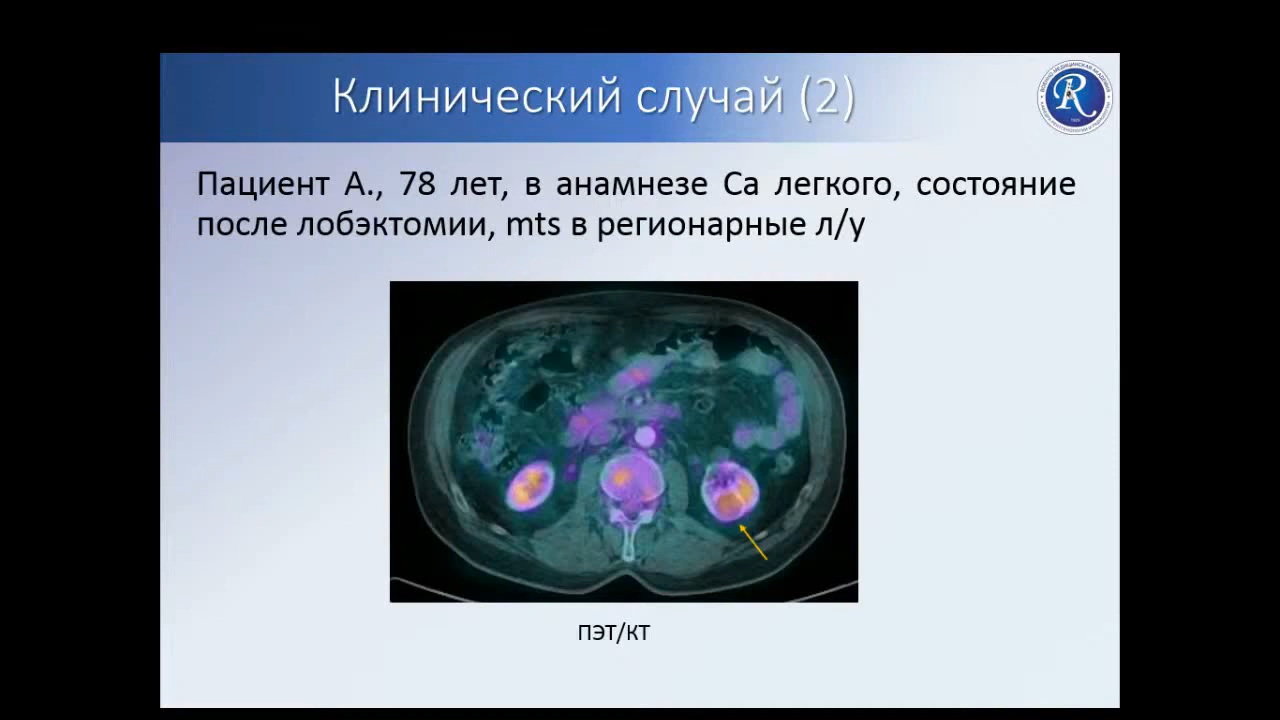 Клинический случай (2)
Пациент А., 78 лет, в анамнезе Са легкого, состояние
после лобэктомии, mts в регионарные л/у
ПЭТ/КТ